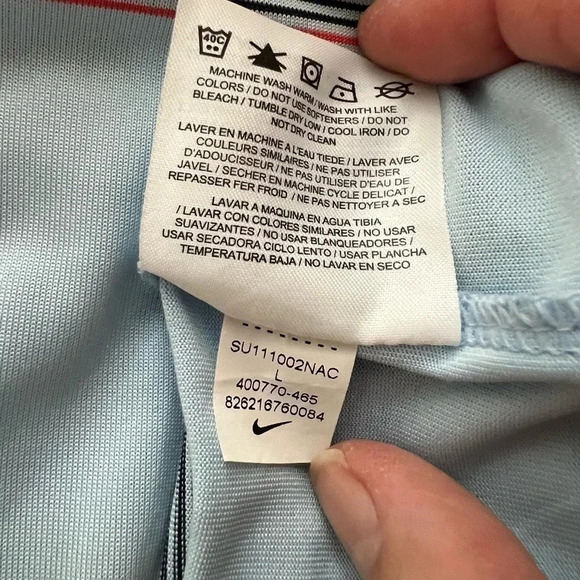 40C
MACHINE WASH WARM/WASH WITH LIKE
COLORS / DO NOT USE SOFTENERS / DO NOT
BLEACH / TUMBLE DRY LOW / COOL IRON / DO
NOT DRY CLEAN
LAVER EN MACHINE A L'EAU TIEDE / LAVER AVEC
COULEURS SIMILAIRES / NE PAS UTILISER
D'ADOUCISSEUR / NE PAS UTILISER D'EAU DE
JAVEL / SECHER EN MACHINE CYCLE DELICAT /
REPASSER FER FROID / NE PAS NETTOYER A SEC
LAVAR A MAQUINA EN AGUA TIBIA
/ LAVAR CON COLORES SIMILARES / NO USAR
SUAVIZANTES / NO USAR BLANQUEADORES /
USAR SECADORA CICLO LENTO / USAR PLANCHA
TEMPERATURA BAJA / NO LAVAR EN SECO
SU111002NAC
L
400770-465
826216760084